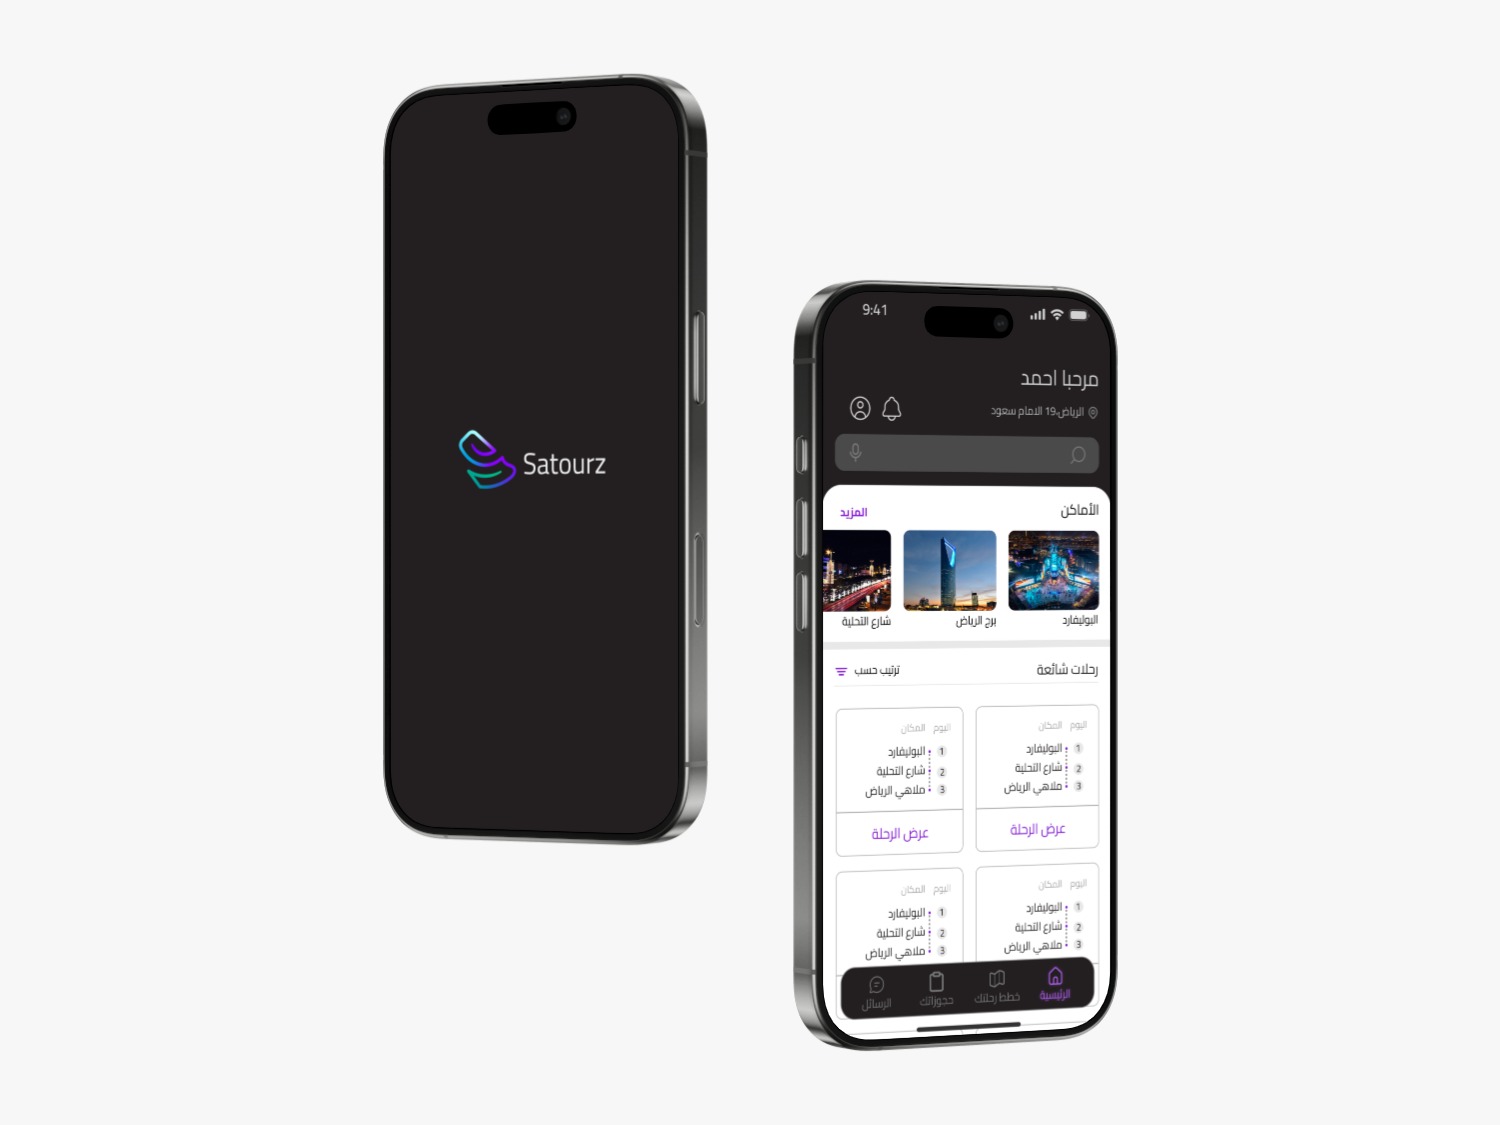 Satourz
9:41
مرحبا احمد
الرياض،19 الامام سعود
الأماكن
المزيد
البوليفارد
برج الرياض
شارع التحلية
رحلات شائعة
ترتيب حسب
اليوم المكان
1 البوليفارد
2 شارع التحلية
3 ملاهي الرياض
عرض الرحلة
اليوم المكان
1 البوليفارد
2 شارع التحلية
3 ملاهي الرياض
عرض الرحلة
اليوم المكان
1 البوليفارد
2 شارع التحلية
3 ملاهي الرياض
اليوم المكان
1 البوليفارد
2 شارع التحلية
3 ملاهي الرياض
الرئيسية
خطط رحلتك
حجوزاتك
الرسائل